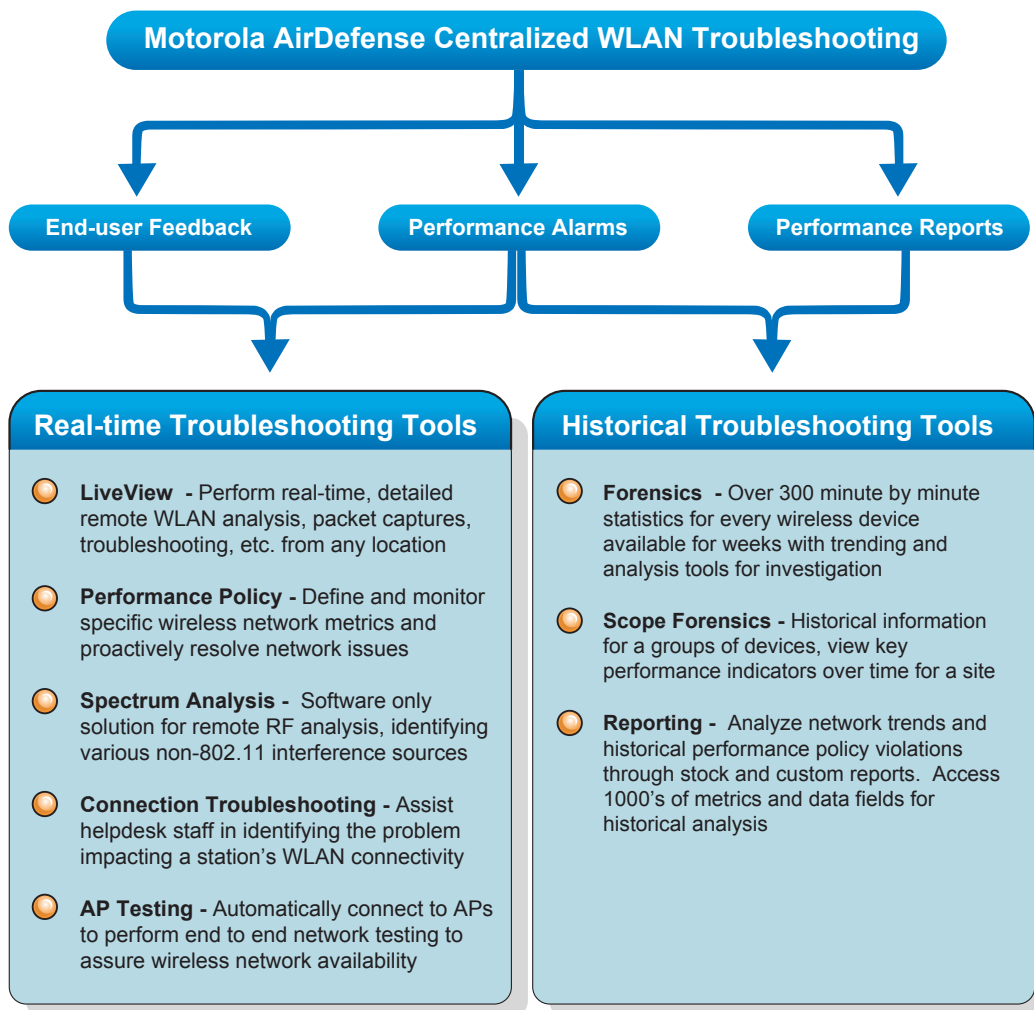 Motorola AirDefense Centralized WLAN Troubleshooting
End-user Feedback
Performance Alarms
Performance Reports
Real-time Troubleshooting Tools
LiveView - Perform real-time, detailed
remote WLAN analysis, packet captures,
troubleshooting, etc. from any location
Performance Policy - Define and monitor
specific wireless network metrics and
proactively resolve network issues
Spectrum Analysis - Software only
solution for remote RF analysis, identifying
various non-802.11 interference sources
Connection Troubleshooting - Assist
helpdesk staff in identifying the problem
impacting a station's WLAN connectivity
AP Testing - Automatically connect to APs
to perform end to end network testing to
assure wireless network availability
Historical Troubleshooting Tools
Forensics - Over 300 minute by minute
statistics for every wireless device
available for weeks with trending and
analysis tools for investigation
Scope Forensics - Historical information
for a groups of devices, view key
performance indicators over time for a site
Reporting - Analyze network trends and
historical performance policy violations
through stock and custom reports. Access
1000's of metrics and data fields for
historical analysis